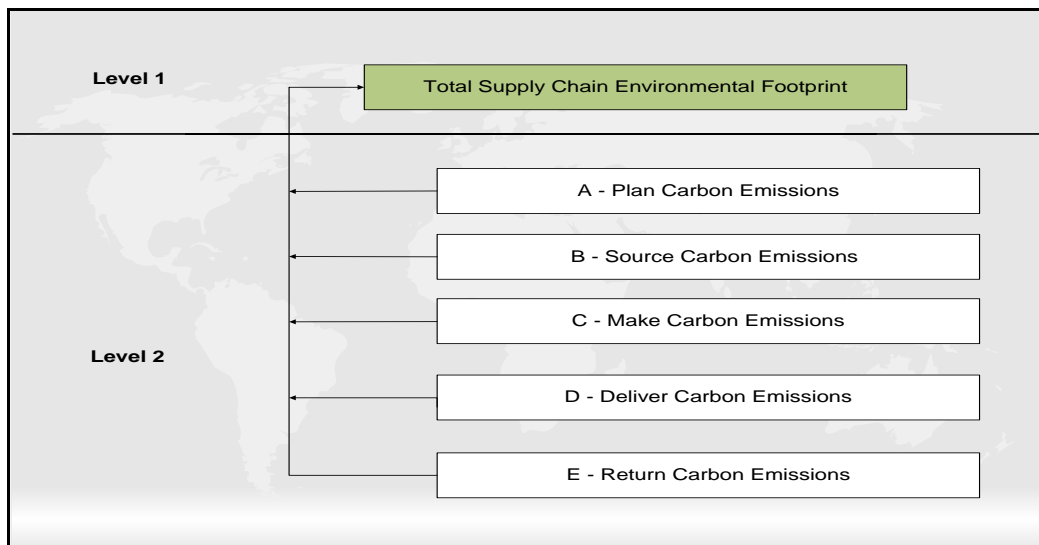 Level 1
Total Supply Chain Environmental Footprint
A - Plan Carbon Emissions
B - Source Carbon Emissions
C - Make Carbon Emissions
Level 2
D - Deliver Carbon Emissions
E - Return Carbon Emissions